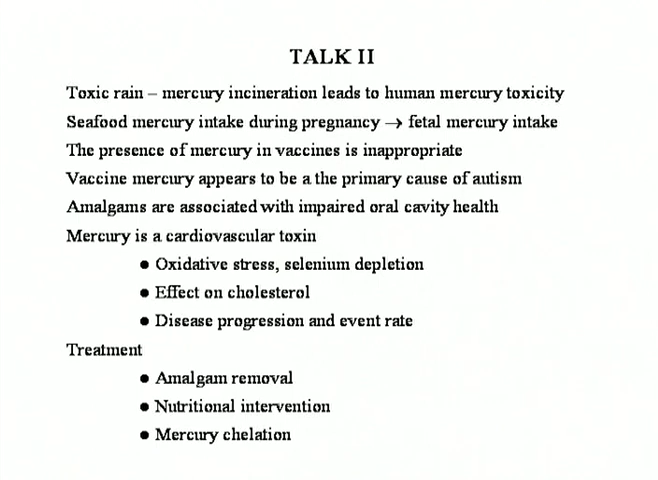 TALK II
Toxic rain – mercury incineration leads to human mercury toxicity
Seafood mercury intake during pregnancy → fetal mercury intake
The presence of mercury in vaccines is inappropriate
Vaccine mercury appears to be a the primary cause of autism
Amalgams are associated with impaired oral cavity health
Mercury is a cardiovascular toxin
● Oxidative stress, selenium depletion
● Effect on cholesterol
● Disease progression and event rate
Treatment
● Amalgam removal
● Nutritional intervention
● Mercury chelation